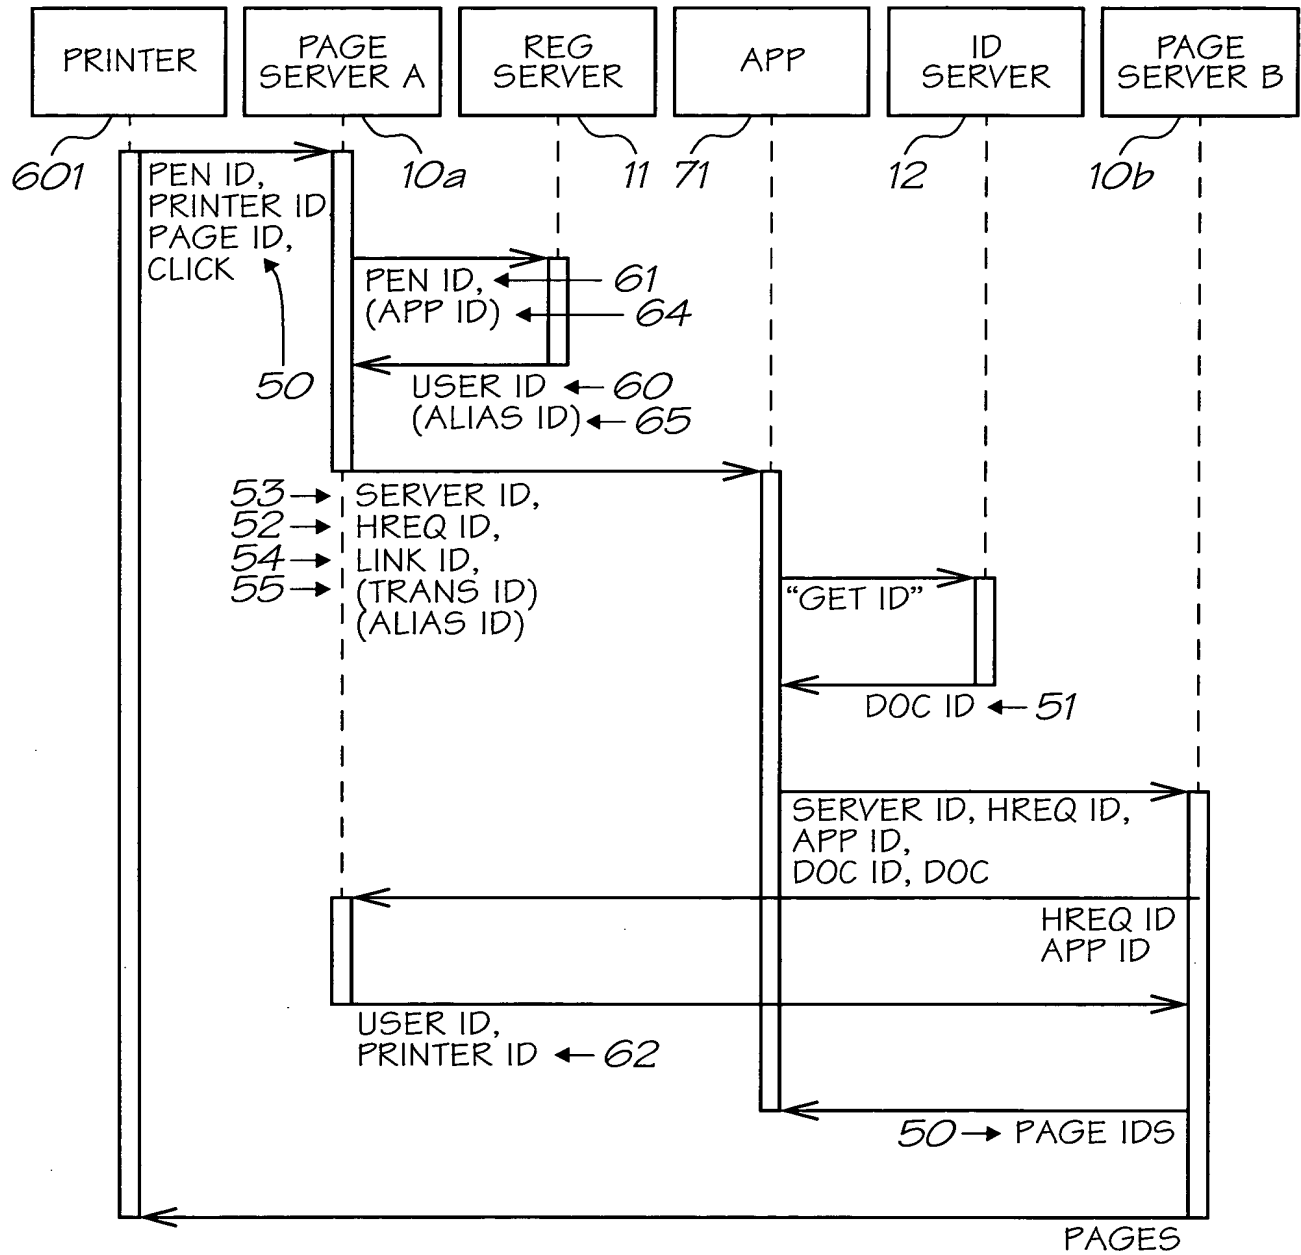 PRINTER
PAGE
SERVER A
REG
SERVER
APP
ID
SERVER
PAGE
SERVER B
601
10a
11
71
12
10b
PEN ID,
PRINTER ID
PAGE ID,
CLICK
50
PEN ID,
61
(APP ID)
64
USER ID
60
(ALIAS ID)
65
53
SERVER ID,
52
HREQ ID,
54
LINK ID,
55
(TRANS ID)
(ALIAS ID)
“GET ID”
DOC ID
51
SERVER ID, HREQ ID,
APP ID,
DOC ID, DOC
HREQ ID
APP ID
USER ID,
PRINTER ID
62
50
PAGE IDS
PAGES